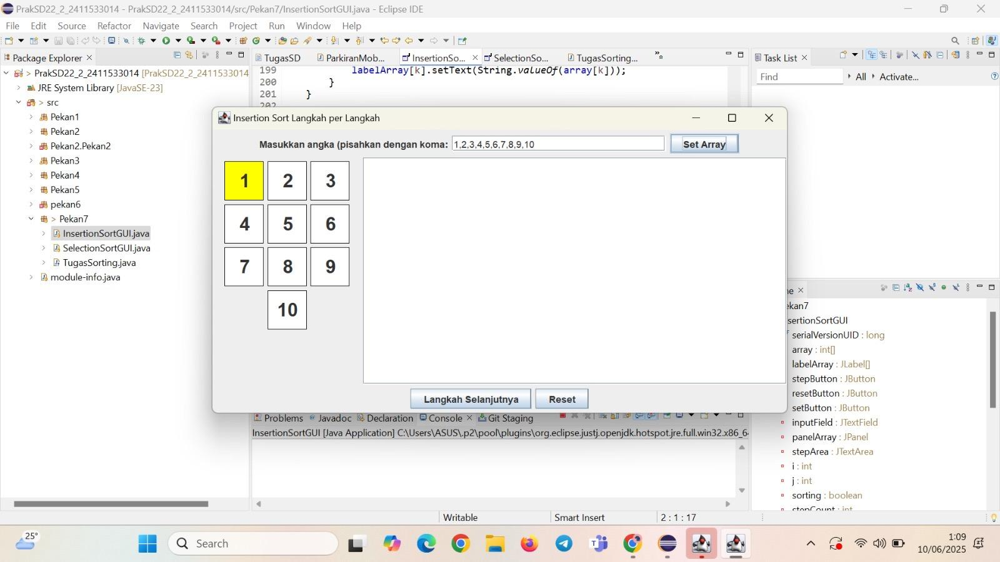 PrakSD22_2_2411533014 - PrakSD22_2_2411533014/src/Pekan7/InsertionSortGUI.java - Eclipse IDE
File Edit Source Refactor Navigate Search Project Run Window Help
Package Explorer
> PrakSD22_2_2411533014 [PrakSD22_2_2411533014
JRE System Library [JavaSE-23]
> src
Pekan1
Pekan2
Pekan2.Pekan2
Pekan3
Pekan4
Pekan5
pekan6
> Pekan7
InsertionSortGUI.java
SelectionSortGUI.java
TugasSorting.java
module-info.java
TugasSD ParkiranMob... InsertionSo... SelectionSo... TugasSorting...
199 labelArray[k].setText(String.valueOf(array[k]));
200 }
201 }
202
Insertion Sort Langkah per Langkah
Masukkan angka (pisahkan dengan koma: 1,2,3,4,5,6,7,8,9,10 Set Array
1 2 3
4 5 6
7 8 9
10
Langkah Selanjutnya Reset
Problems Javadoc Declaration Console Git Staging
InsertionSortGUI [Java Application] C:\Users\ASUS\.p2\pool\plugins\org.eclipse.justj.openjdk.hotspot.jre.full.win32.x86_6
Task List
Find All Activate...
ne
ekan7
sertionSortGUI
serialVersionUID : long
array : int[]
labelArray : JLabel[]
stepButton : JButton
resetButton : JButton
setButton : JButton
inputField : JTextField
panelArray : JPanel
stepArea : JTextArea
i : int
j : int
sorting : boolean
stepCount : int
Writable Smart Insert 2 : 1 : 17
25°
Search
1:09
10/06/2025